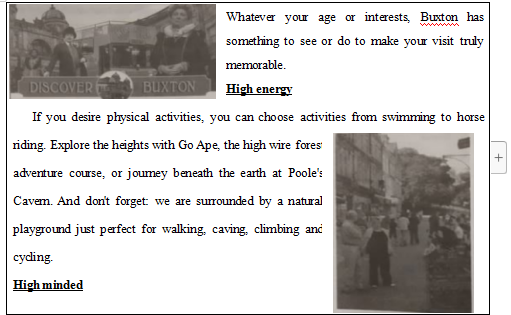 DISCOVER BUXTON
Whatever your age or interests, Buxton has
something to see or do to make your visit truly
memorable.
High energy
If you desire physical activities, you can choose activities from swimming to horse
riding. Explore the heights with Go Ape, the high wire fores
adventure course, or journey beneath the earth at Poole's
Cavern. And don't forget: we are surrounded by a natural
playground just perfect for walking, caving, climbing and
cycling.
High minded